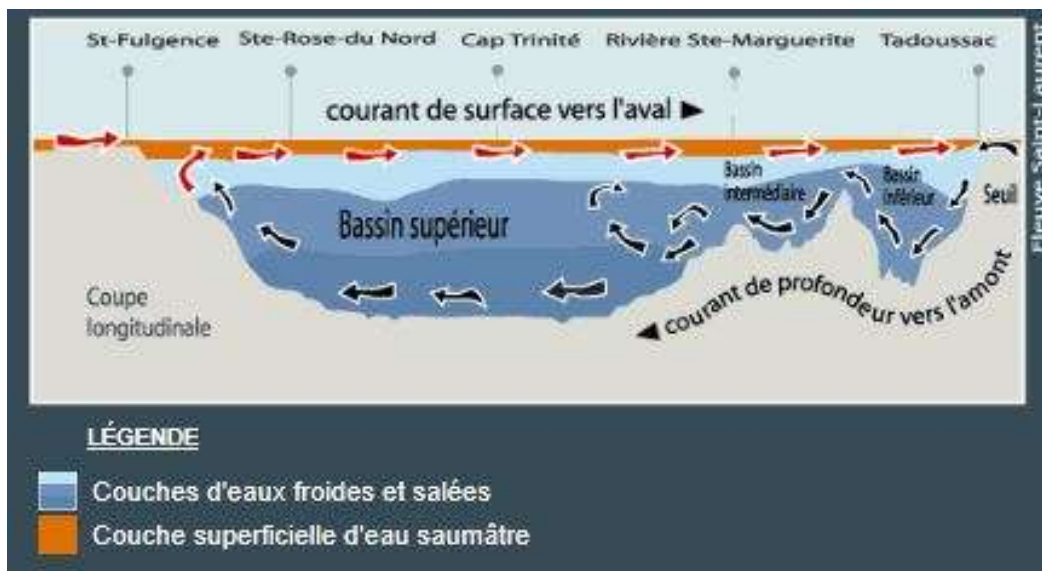 St-Fulgence Ste-Rose-du Nord Cap Trinité Rivière Ste-Marguerite Tadoussac
courant de surface vers l'aval ►
Bassin
intermédiaire
Bassin
inférieur
Seuil
Fleuve Saint-Laurent
Bassin supérieur
Coupe
longitudinale
◄ courant de profondeur vers l'amont
LÉGENDE
Couches d'eaux froides et salées
Couche superficielle d'eau saumâtre